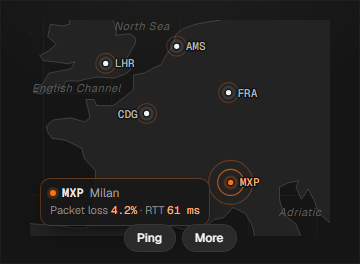 North Sea
AMS
LHR
English Channel
FRA
CDG
MXP
MXP Milan
Packet loss 4.2% · RTT 61 ms
Adriatic
Ping
More